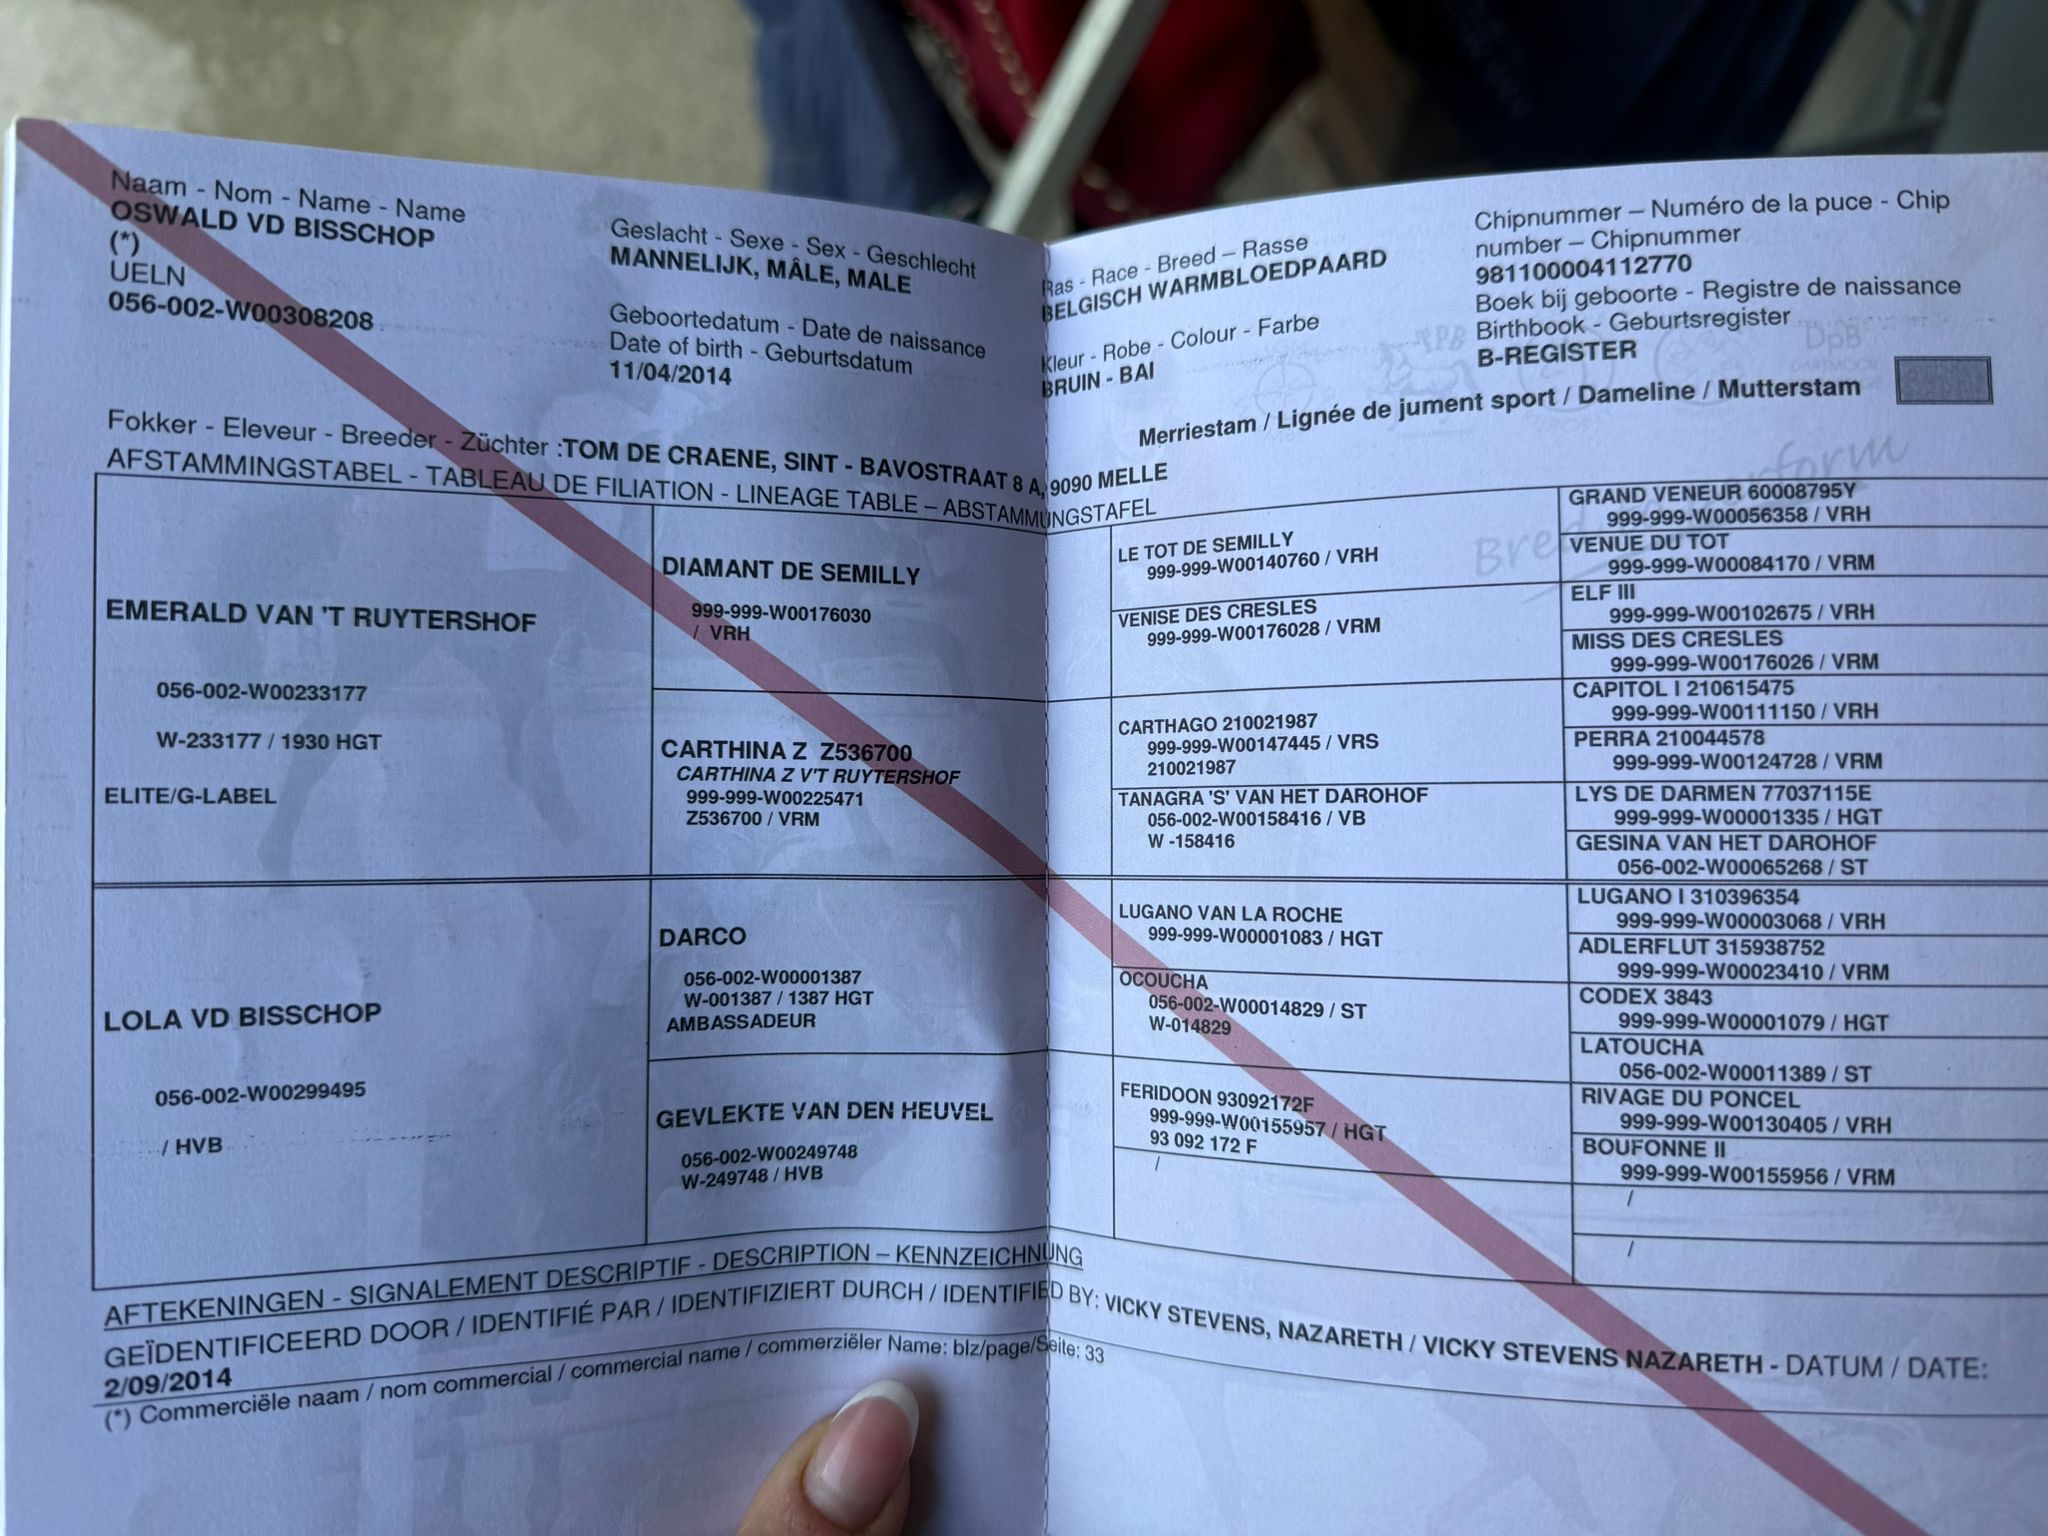 Naam - Nom - Name - Name
OSWALD VD BISSCHOP
(*)
UELN
056-002-W00308208
Geslacht - Sexe - Sex - Geschlecht
MANNELIJK, MÂLE, MALE
Geboortedatum - Date de naissance
Date of birth - Geburtsdatum
11/04/2014
Ras - Race - Breed – Rasse
BELGISCH WARMBLOEDPAARD
Kleur - Robe - Colour - Farbe
BRUIN - BAI
Chipnummer – Numéro de la puce - Chip
number – Chipnummer
981100004112770
Boek bij geboorte - Registre de naissance
Birthbook - Geburtsregister
B-REGISTER
Merriestam / Lignée de jument sport / Dameline / Mutterstam
Fokker - Eleveur - Breeder - Züchter :TOM DE CRAENE, SINT - BAVOSTRAAT 8 A, 9090 MELLE
AFSTAMMINGSTABEL - TABLEAU DE FILIATION - LINEAGE TABLE – ABSTAMMUNGSTAFEL
EMERALD VAN 'T RUYTERSHOF
056-002-W00233177
W-233177 / 1930 HGT
ELITE/G-LABEL
LOLA VD BISSCHOP
056-002-W00299495
/ HVB
DIAMANT DE SEMILLY
999-999-W00176030
/ VRH
CARTHINA Z Z536700
CARTHINA Z V'T RUYTERSHOF
999-999-W00225471
Z536700 / VRM
DARCO
056-002-W00001387
W-001387 / 1387 HGT
AMBASSADEUR
GEVLEKTE VAN DEN HEUVEL
056-002-W00249748
W-249748 / HVB
LE TOT DE SEMILLY
999-999-W00140760 / VRH
VENISE DES CRESLES
999-999-W00176028 / VRM
CARTHAGO 210021987
999-999-W00147445 / VRS
210021987
TANAGRA 'S' VAN HET DAROHOF
056-002-W00158416 / VB
W -158416
LUGANO VAN LA ROCHE
999-999-W00001083 / HGT
OCOUCHA
056-002-W00014829 / ST
W-014829
FERIDOON 93092172F
999-999-W00155957 / HGT
93 092 172 F
/
GRAND VENEUR 60008795Y
999-999-W00056358 / VRH
VENUE DU TOT
999-999-W00084170 / VRM
ELF III
999-999-W00102675 / VRH
MISS DES CRESLES
999-999-W00176026 / VRM
CAPITOL I 210615475
999-999-W00111150 / VRH
PERRA 210044578
999-999-W00124728 / VRM
LYS DE DARMEN 77037115E
999-999-W00001335 / HGT
GESINA VAN HET DAROHOF
056-002-W00065268 / ST
LUGANO I 310396354
999-999-W00003068 / VRH
ADLERFLUT 315938752
999-999-W00023410 / VRM
CODEX 3843
999-999-W00001079 / HGT
LATOUCHA
056-002-W00011389 / ST
RIVAGE DU PONCEL
999-999-W00130405 / VRH
BOUFONNE II
999-999-W00155956 / VRM
/
/
AFTEKENINGEN - SIGNALEMENT DESCRIPTIF - DESCRIPTION – KENNZEICHNUNG
GEÏDENTIFICEERD DOOR / IDENTIFIÉ PAR / IDENTIFIZIERT DURCH / IDENTIFIED BY: VICKY STEVENS, NAZARETH / VICKY STEVENS NAZARETH - DATUM / DATE:
2/09/2014
(*) Commerciële naam / nom commercial / commercial name / commerziëler Name: blz/page/Seite: 33